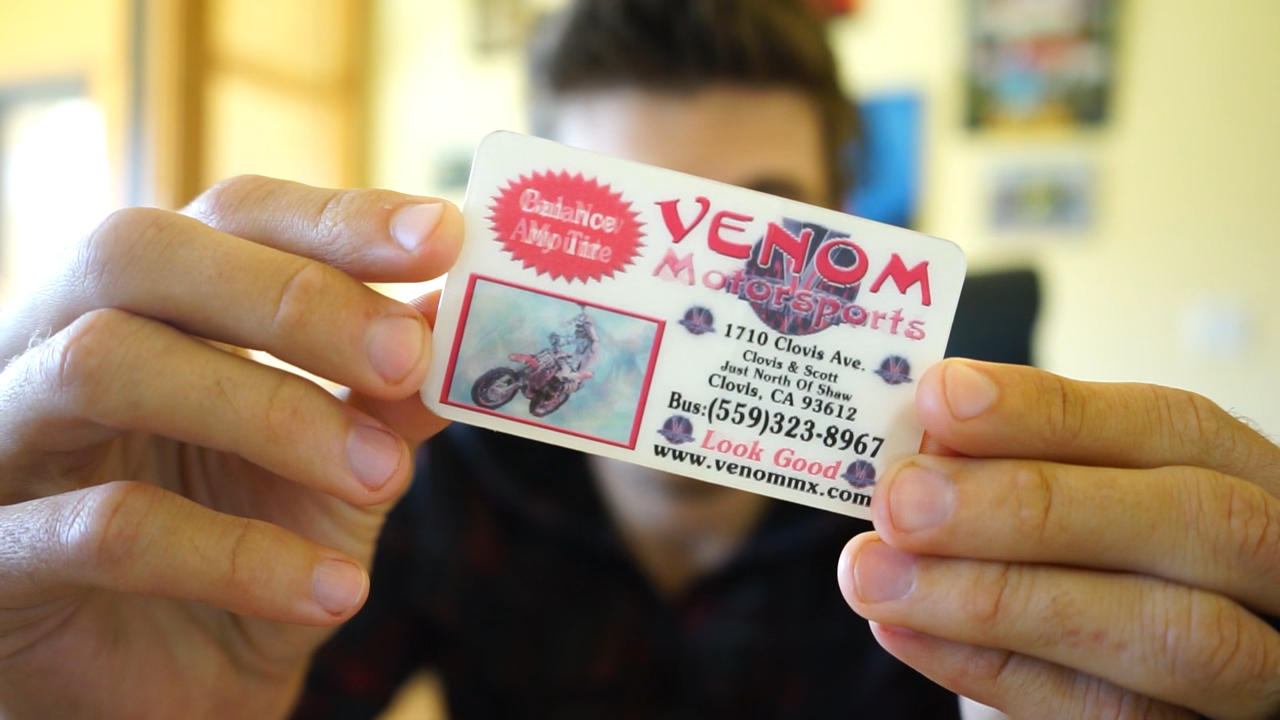 VENOM
Motorsports
1710 Clovis Ave.
Clovis & Scott
Just North Of Shaw
Clovis, CA 93612
Bus:(559)323-8967
Look Good
www.venommx.com